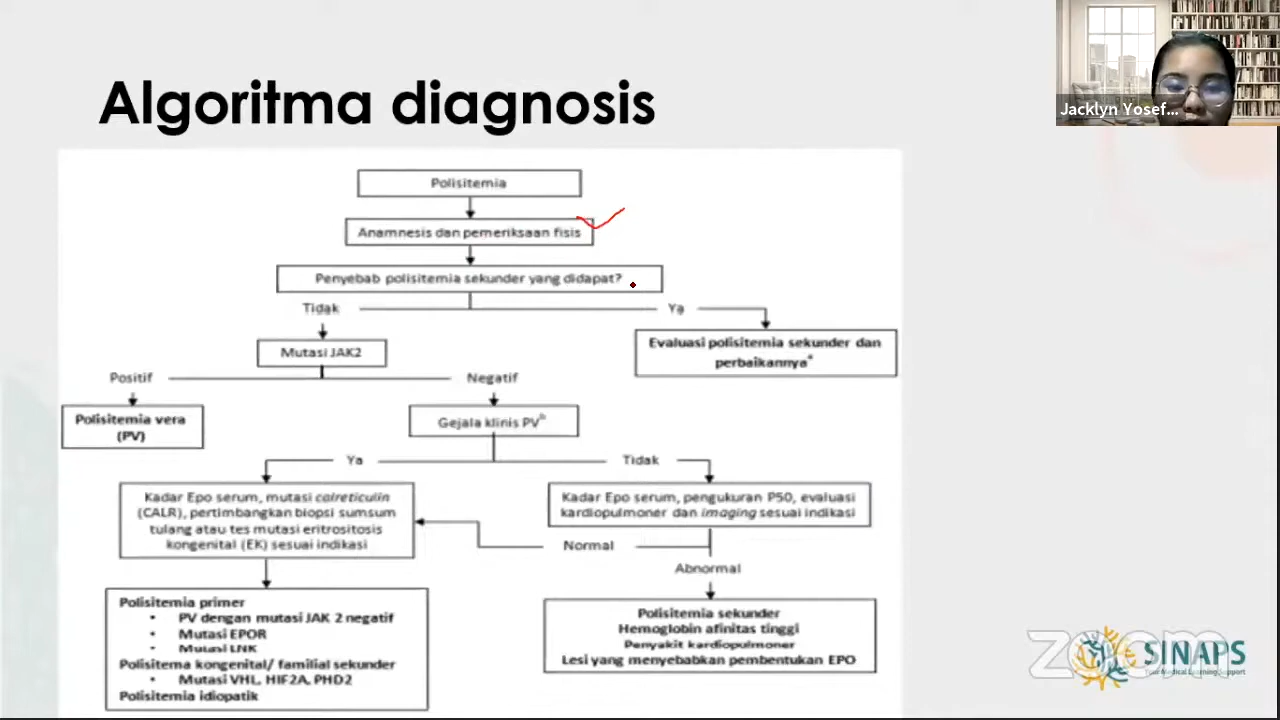 Algoritma diagnosis
Jacklyn Yosef...
Polisitemia
Anamnesis dan pemeriksaan fisis
Penyebab polisitemia sekunder yang didapat?
Tidak
Ya
Mutasi JAK2
Evaluasi polisitemia sekunder dan
perbaikannya^a
Positif
Negatif
Polisitemia vera
(PV)
Gejala klinis PV^b
Ya
Tidak
Kadar Epo serum, mutasi calreticulin
(CALR), pertimbangkan biopsi sumsum
tulang atau tes mutasi eritrositosis
kongenital (EK) sesuai indikasi
Kadar Epo serum, pengukuran P50, evaluasi
kardiopulmoner dan imaging sesuai indikasi
Normal
Abnormal
Polisitemia primer
• PV dengan mutasi JAK 2 negatif
• Mutasi EPOR
• Mutasi LNK
Polisitema kongenital/ familial sekunder
• Mutasi VHL, HIF2A, PHD2
Polisitemia idiopatik
Polisitemia sekunder
Hemoglobin afinitas tinggi
Penyakit kardiopulmoner
Lesi yang menyebabkan pembentukan EPO
zoom
SINAPS
Your Medical Learning Support